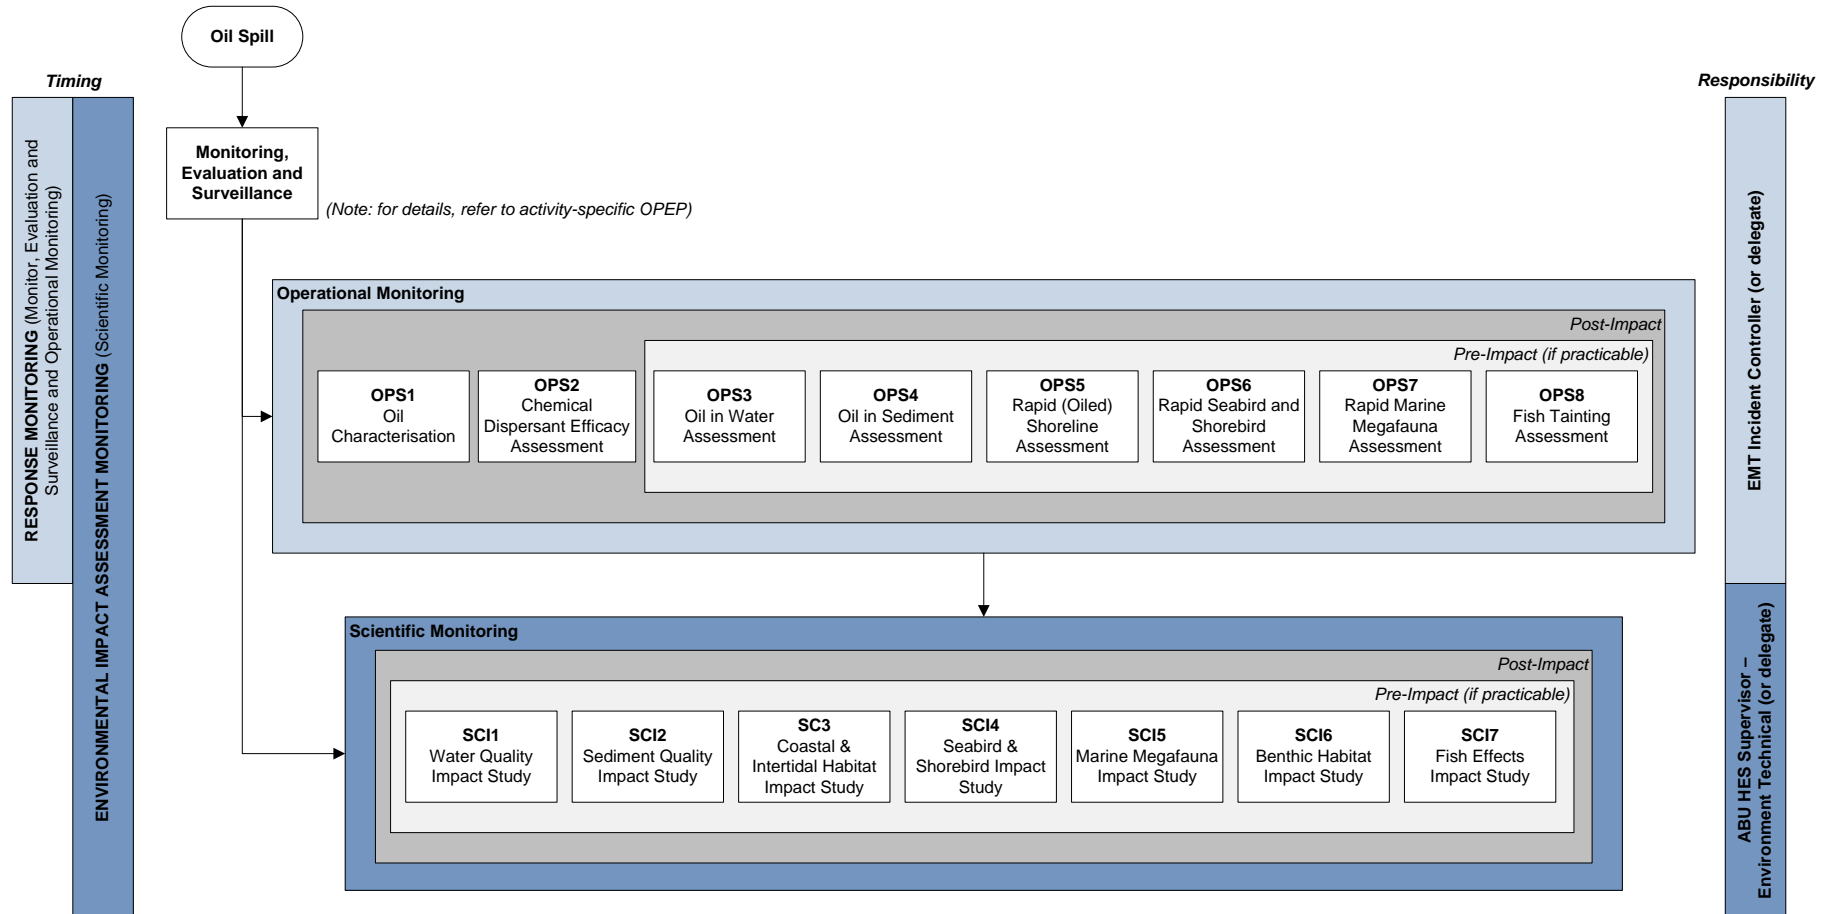 Oil Spill
Timing
Responsibility
RESPONSE MONITORING (Monitor, Evaluation and
Surveillance and Operational Monitoring)
ENVIRONMENTAL IMPACT ASSESSMENT MONITORING (Scientific Monitoring)
Monitoring,
Evaluation and
Surveillance
(Note: for details, refer to activity-specific OPEP)
EMT Incident Controller (or delegate)
Operational Monitoring
Post-Impact
Pre-Impact (if practicable)
OPS1
Oil
Characterisation
OPS2
Chemical
Dispersant Efficacy
Assessment
OPS3
Oil in Water
Assessment
OPS4
Oil in Sediment
Assessment
OPS5
Rapid (Oiled)
Shoreline
Assessment
OPS6
Rapid Seabird and
Shorebird
Assessment
OPS7
Rapid Marine
Megafauna
Assessment
OPS8
Fish Tainting
Assessment
Scientific Monitoring
Post-Impact
Pre-Impact (if practicable)
SCI1
Water Quality
Impact Study
SCI2
Sediment Quality
Impact Study
SC3
Coastal &
Intertidal Habitat
Impact Study
SCI4
Seabird &
Shorebird Impact
Study
SCI5
Marine Megafauna
Impact Study
SCI6
Benthic Habitat
Impact Study
SCI7
Fish Effects
Impact Study
ABU HES Supervisor –
Environment Technical (or delegate)